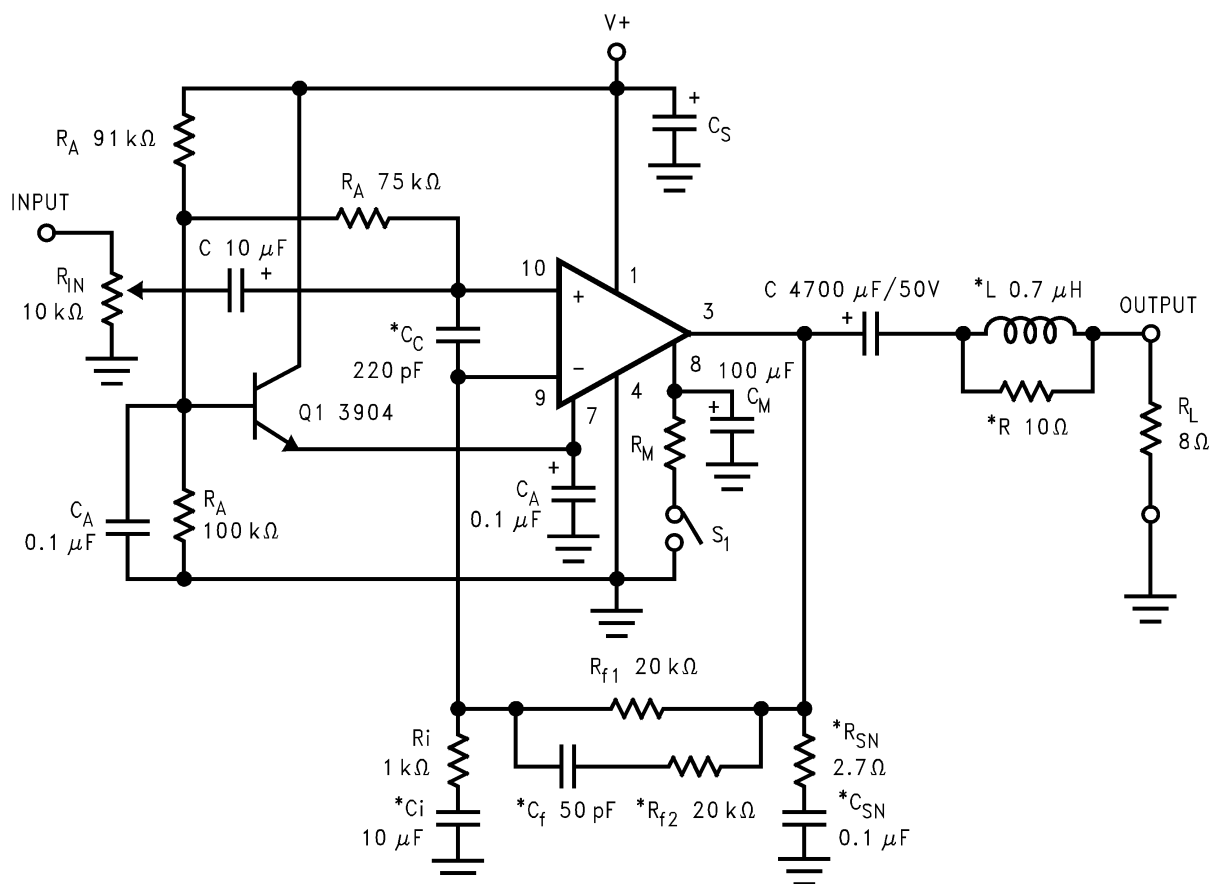 V+
+
C_S
R_A 91 kΩ
R_A 75 kΩ
INPUT
C 10 μF
+
R_IN
10 kΩ
10
+
1
*C_C
220 pF
−
9
7
4
8
3
C 4700 μF/50V
+
*L 0.7 μH
OUTPUT
*R 10Ω
R_L
8Ω
100 μF
+
C_M
R_M
Q1 3904
+
C_A
0.1 μF
S_1
C_A
0.1 μF
R_A
100 kΩ
R_f1 20 kΩ
Ri
1 kΩ
*Ci
10 μF
*C_f 50 pF
*R_f2 20 kΩ
*R_SN
2.7Ω
*C_SN
0.1 μF